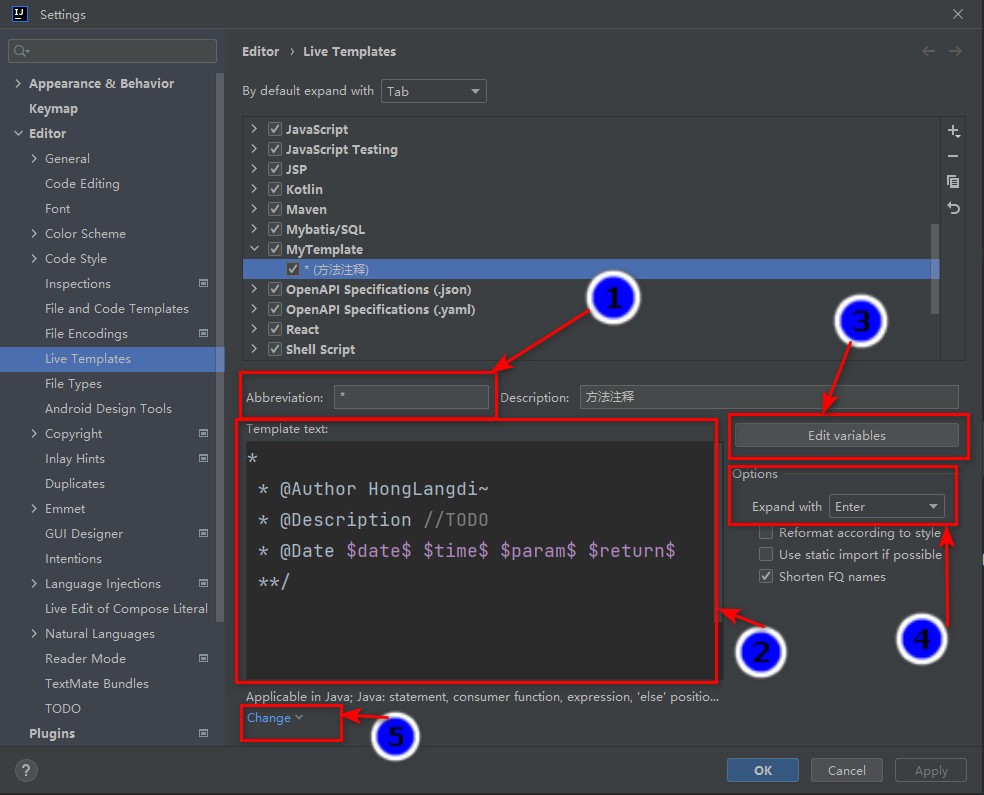 Settings
Editor › Live Templates
Appearance & Behavior
Keymap
Editor
General
Code Editing
Font
Color Scheme
Code Style
Inspections
File and Code Templates
File Encodings
Live Templates
File Types
Android Design Tools
Copyright
Inlay Hints
Duplicates
Emmet
GUI Designer
Intentions
Language Injections
Live Edit of Compose Literal
Natural Languages
Reader Mode
TextMate Bundles
TODO
Plugins
By default expand with Tab
JavaScript
JavaScript Testing
JSP
Kotlin
Maven
Mybatis/SQL
MyTemplate
* (方法注释)
OpenAPI Specifications (.json)
OpenAPI Specifications (.yaml)
React
Shell Script
1
3
Abbreviation: * Description: 方法注释
Template text:
*
* @Author HongLangdi~
* @Description //TODO
* @Date $date$ $time$ $param$ $return$
**/
Edit variables
Options
Expand with Enter
Reformat according to style
Use static import if possible
Shorten FQ names
2
4
Applicable in Java; Java: statement, consumer function, expression, 'else' positio...
Change
5
?
OK Cancel Apply